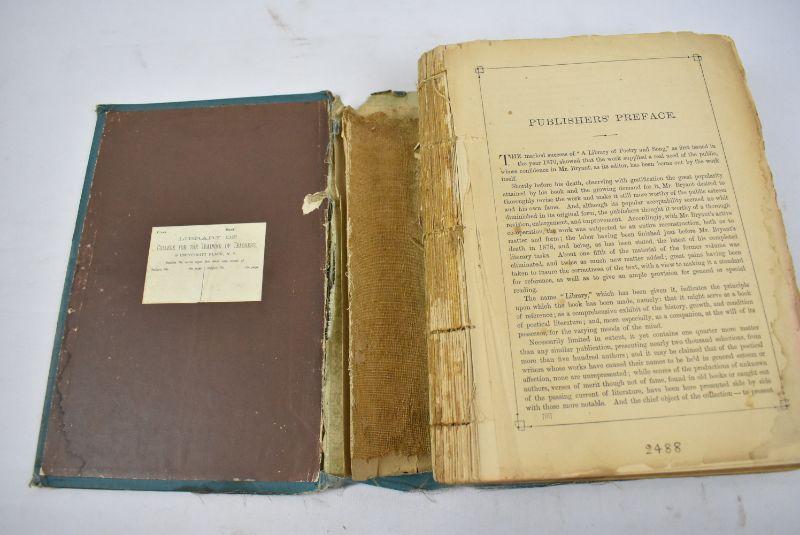 LIBRARY OF
COLLEGE FOR THE TRAINING OF TEACHERS,
9 UNIVERSITY PLACE, N. Y.
PUBLISHERS' PREFACE.
THE marked success of "A Library of Poetry and Song," as first issued in
the year 1870, showed that the work supplied a real need of the public,
whose confidence in Mr. Bryant, as its editor, has been borne out by the work
itself.
Shortly before his death, observing with gratification the great popularity
attained by his book and the growing demand for it, Mr. Bryant desired to
thoroughly revise the work and make it still more worthy of the public esteem
and his own fame. And, although its popular acceptance seemed no whit
diminished in its original form, the publishers thought it worthy of a thorough
revision, enlargement, and improvement. Accordingly, with Mr. Bryant's active
co-operation, the work was subjected to an entire reconstruction, both as to
matter and form; the labor having been finished just before Mr. Bryant's
death in 1878, and being, as has been stated, the latest of his completed
literary tasks. About one fifth of the material of the former volume was
eliminated, and twice as much new matter added; great pains having been
taken to insure the correctness of the text, with a view to making it a standard
for reference, as well as to give an ample provision for general or special
reading.
The name "Library," which has been given it, indicates the principle
upon which the book has been made, namely: that it might serve as a book
of reference; as a comprehensive exhibit of the history, growth, and condition
of poetical literature; and, more especially, as a companion, at the will of its
possessor, for the varying moods of the mind.
Necessarily limited in extent, it yet contains one quarter more matter
than any similar publication, presenting nearly two thousand selections, from
more than five hundred authors; and it may be claimed that of the poetical
writers whose works have caused their names to be held in general esteem or
affection, none are unrepresented; while scores of the productions of unknown
authors, verses of merit though not of fame, found in old books or caught out
of the passing current of literature, have been here presented side by side
with those more notable. And the chief object of the collection — to present
2488